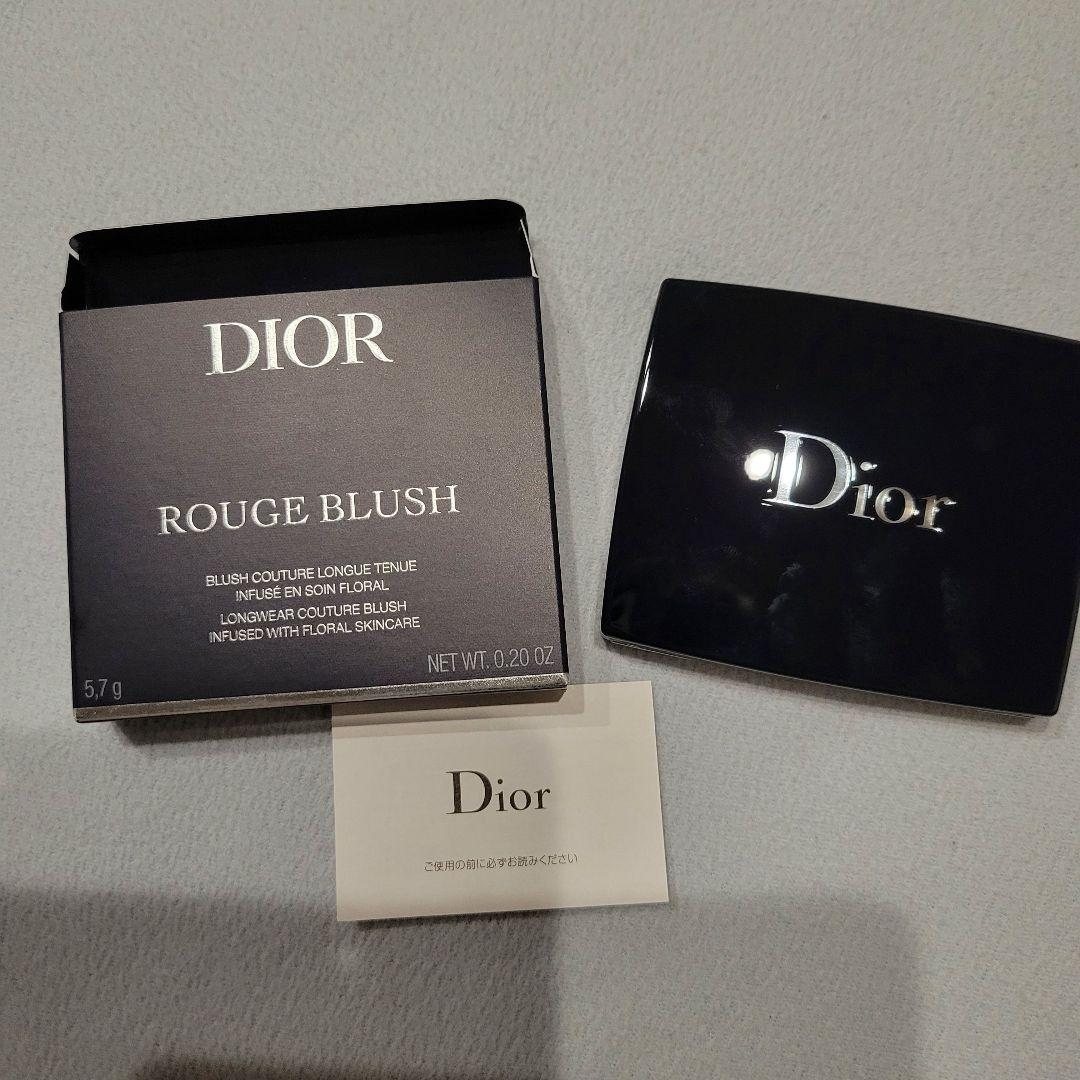 DIOR
ROUGE BLUSH
BLUSH COUTURE LONGUE TENUE
INFUSÉ EN SOIN FLORAL
LONGWEAR COUTURE BLUSH
INFUSED WITH FLORAL SKINCARE
5,7 g
NET WT. 0.20 OZ
Dior
Dior
ご使用の前に必ずお読みください